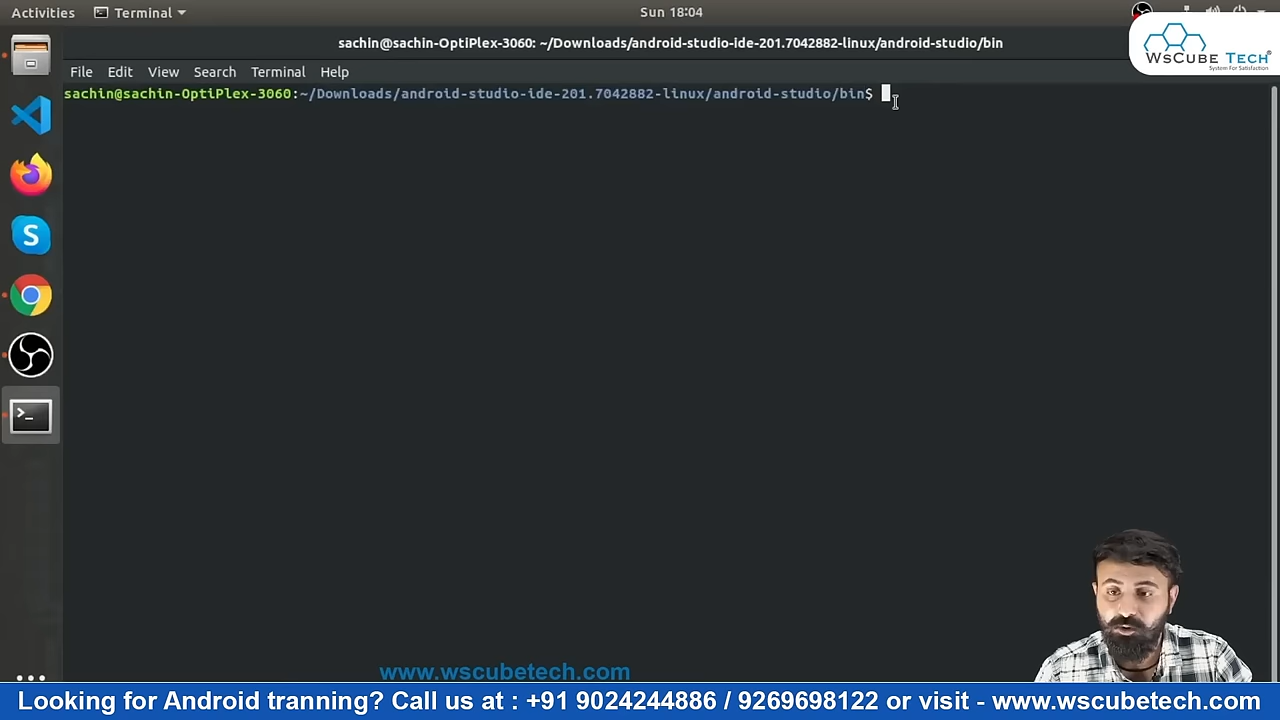 Activities Terminal Sun 18:04
sachin@sachin-OptiPlex-3060: ~/Downloads/android-studio-ide-201.7042882-linux/android-studio/bin
WsCube Tech®
System For Satisfaction
File Edit View Search Terminal Help
sachin@sachin-OptiPlex-3060:~/Downloads/android-studio-ide-201.7042882-linux/android-studio/bin$
S
>_
www.wscubetech.com
Looking for Android tranning? Call us at : +91 9024244886 / 9269698122 or visit - www.wscubetech.com